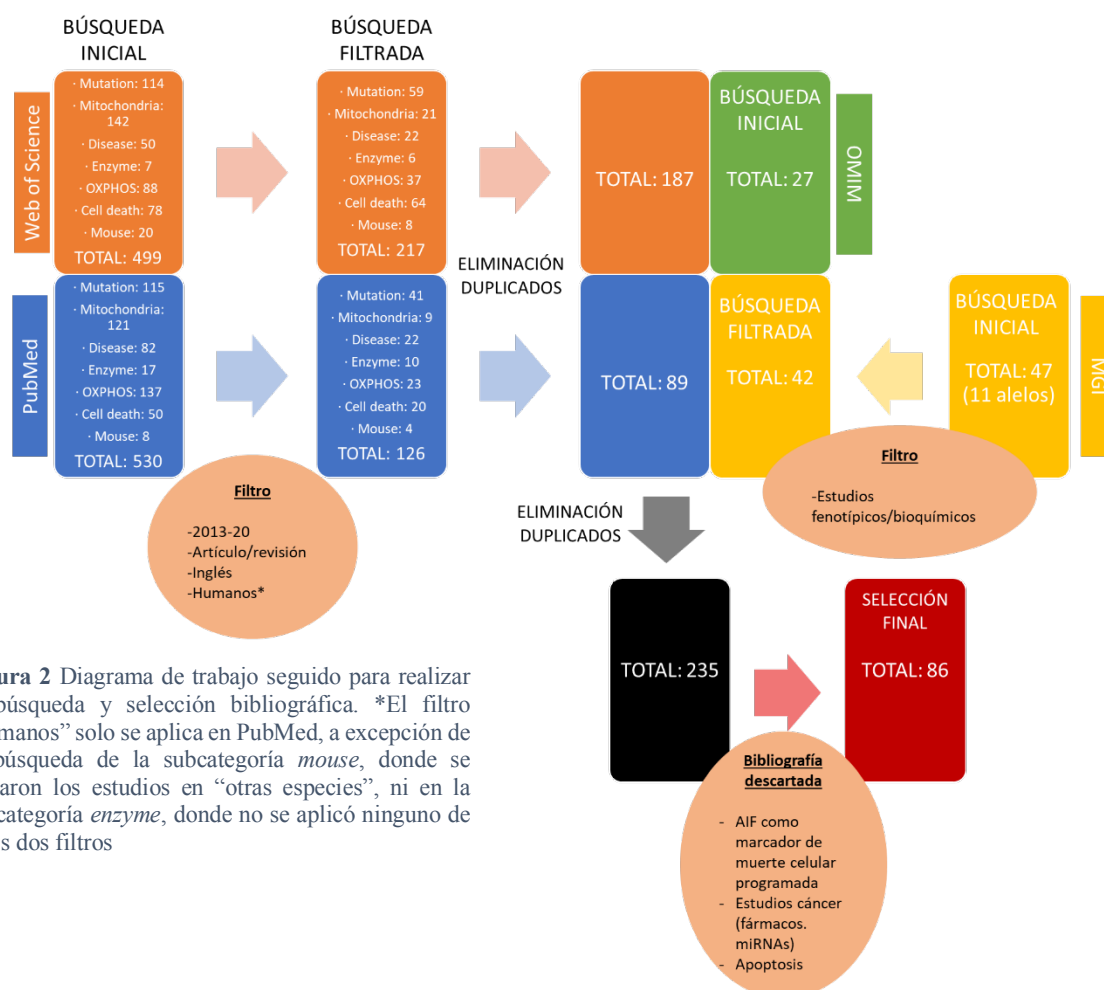 BÚSQUEDA
INICIAL
BÚSQUEDA
FILTRADA
Web of Science
· Mutation: 114
· Mitochondria:
142
· Disease: 50
· Enzyme: 7
· OXPHOS: 88
· Cell death: 78
· Mouse: 20
TOTAL: 499
· Mutation: 59
· Mitochondria: 21
· Disease: 22
· Enzyme: 6
· OXPHOS: 37
· Cell death: 64
· Mouse: 8
TOTAL: 217
TOTAL: 187
BÚSQUEDA
INICIAL
TOTAL: 27
OMIM
ELIMINACIÓN
DUPLICADOS
PubMed
· Mutation: 115
· Mitochondria:
121
· Disease: 82
· Enzyme: 17
· OXPHOS: 137
· Cell death: 50
· Mouse: 8
TOTAL: 530
· Mutation: 41
· Mitochondria: 9
· Disease: 22
· Enzyme: 10
· OXPHOS: 23
· Cell death: 20
· Mouse: 4
TOTAL: 126
TOTAL: 89
BÚSQUEDA
FILTRADA
TOTAL: 42
BÚSQUEDA
INICIAL
TOTAL: 47
(11 alelos)
MGI
Filtro
-2013-20
-Artículo/revisión
-Inglés
-Humanos*
Filtro
-Estudios
fenotípicos/bioquímicos
ELIMINACIÓN
DUPLICADOS
TOTAL: 235
SELECCIÓN
FINAL
TOTAL: 86
Bibliografía
descartada
- AIF como
marcador de
muerte celular
programada
- Estudios cáncer
(fármacos.
miRNAs)
- Apoptosis
ura 2 Diagrama de trabajo seguido para realizar
búsqueda y selección bibliográfica. *El filtro
manos” solo se aplica en PubMed, a excepción de
búsqueda de la subcategoría mouse, donde se
aron los estudios en “otras especies”, ni en la
categoría enzyme, donde no se aplicó ninguno de
s dos filtros